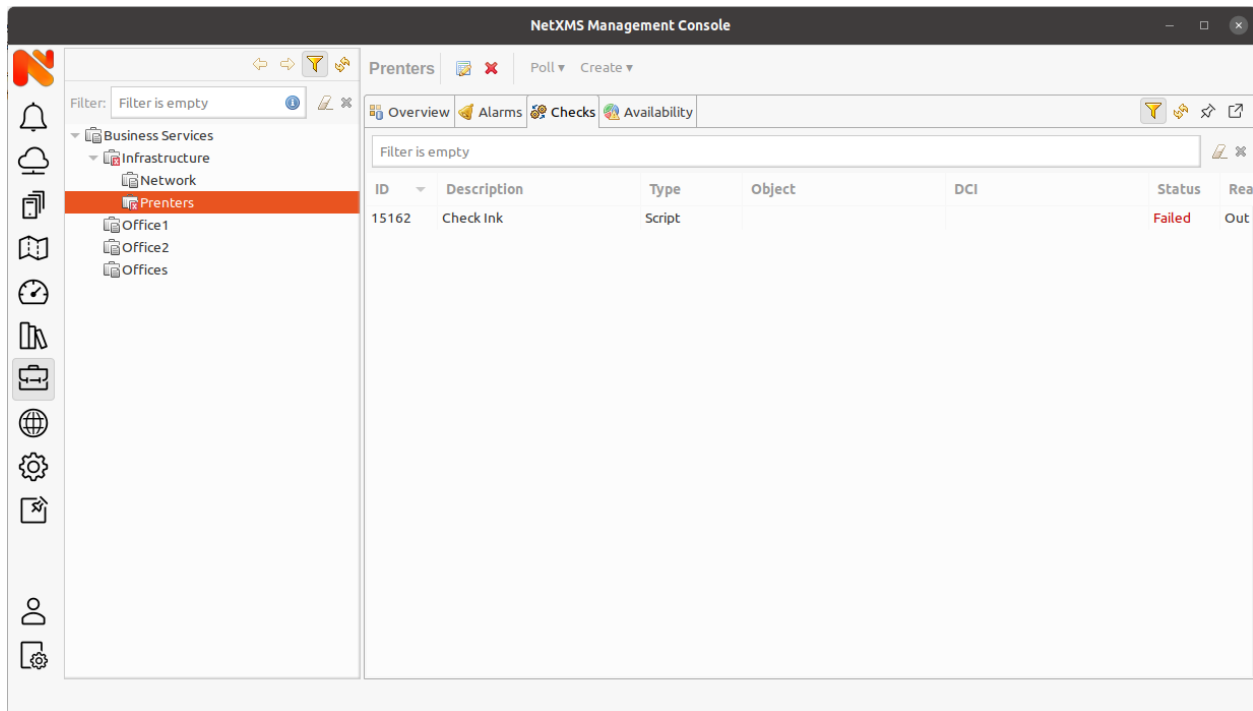 NetXMS Management Console
Prenters Poll Create
Filter: Filter is empty
Overview Alarms Checks Availability
Business Services
Infrastructure
Network
Prenters
Office1
Office2
Offices
Filter is empty
ID Description Type Object DCI Status Rea
15162 Check Ink Script Failed Out